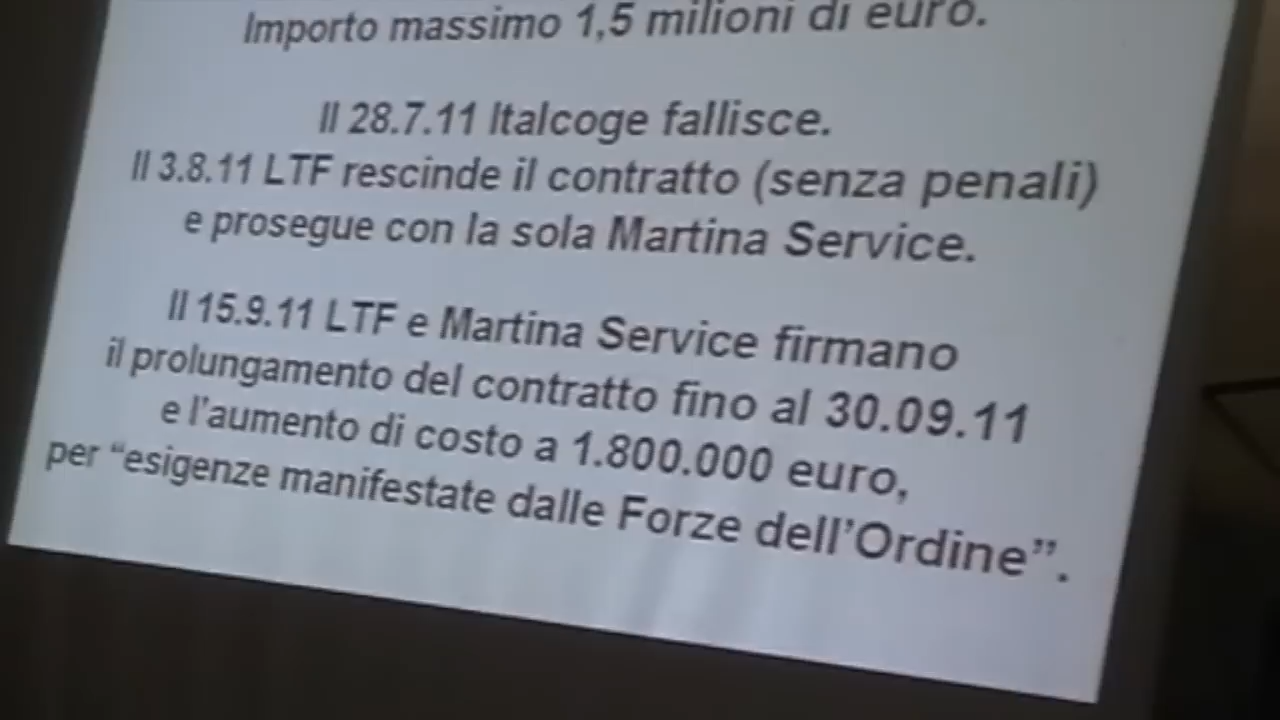 Importo massimo 1,5 milioni di euro.
Il 28.7.11 Italcoge fallisce.
Il 3.8.11 LTF rescinde il contratto (senza penali)
e prosegue con la sola Martina Service.
Il 15.9.11 LTF e Martina Service firmano
il prolungamento del contratto fino al 30.09.11
e l'aumento di costo a 1.800.000 euro,
per “esigenze manifestate dalle Forze dell'Ordine”.